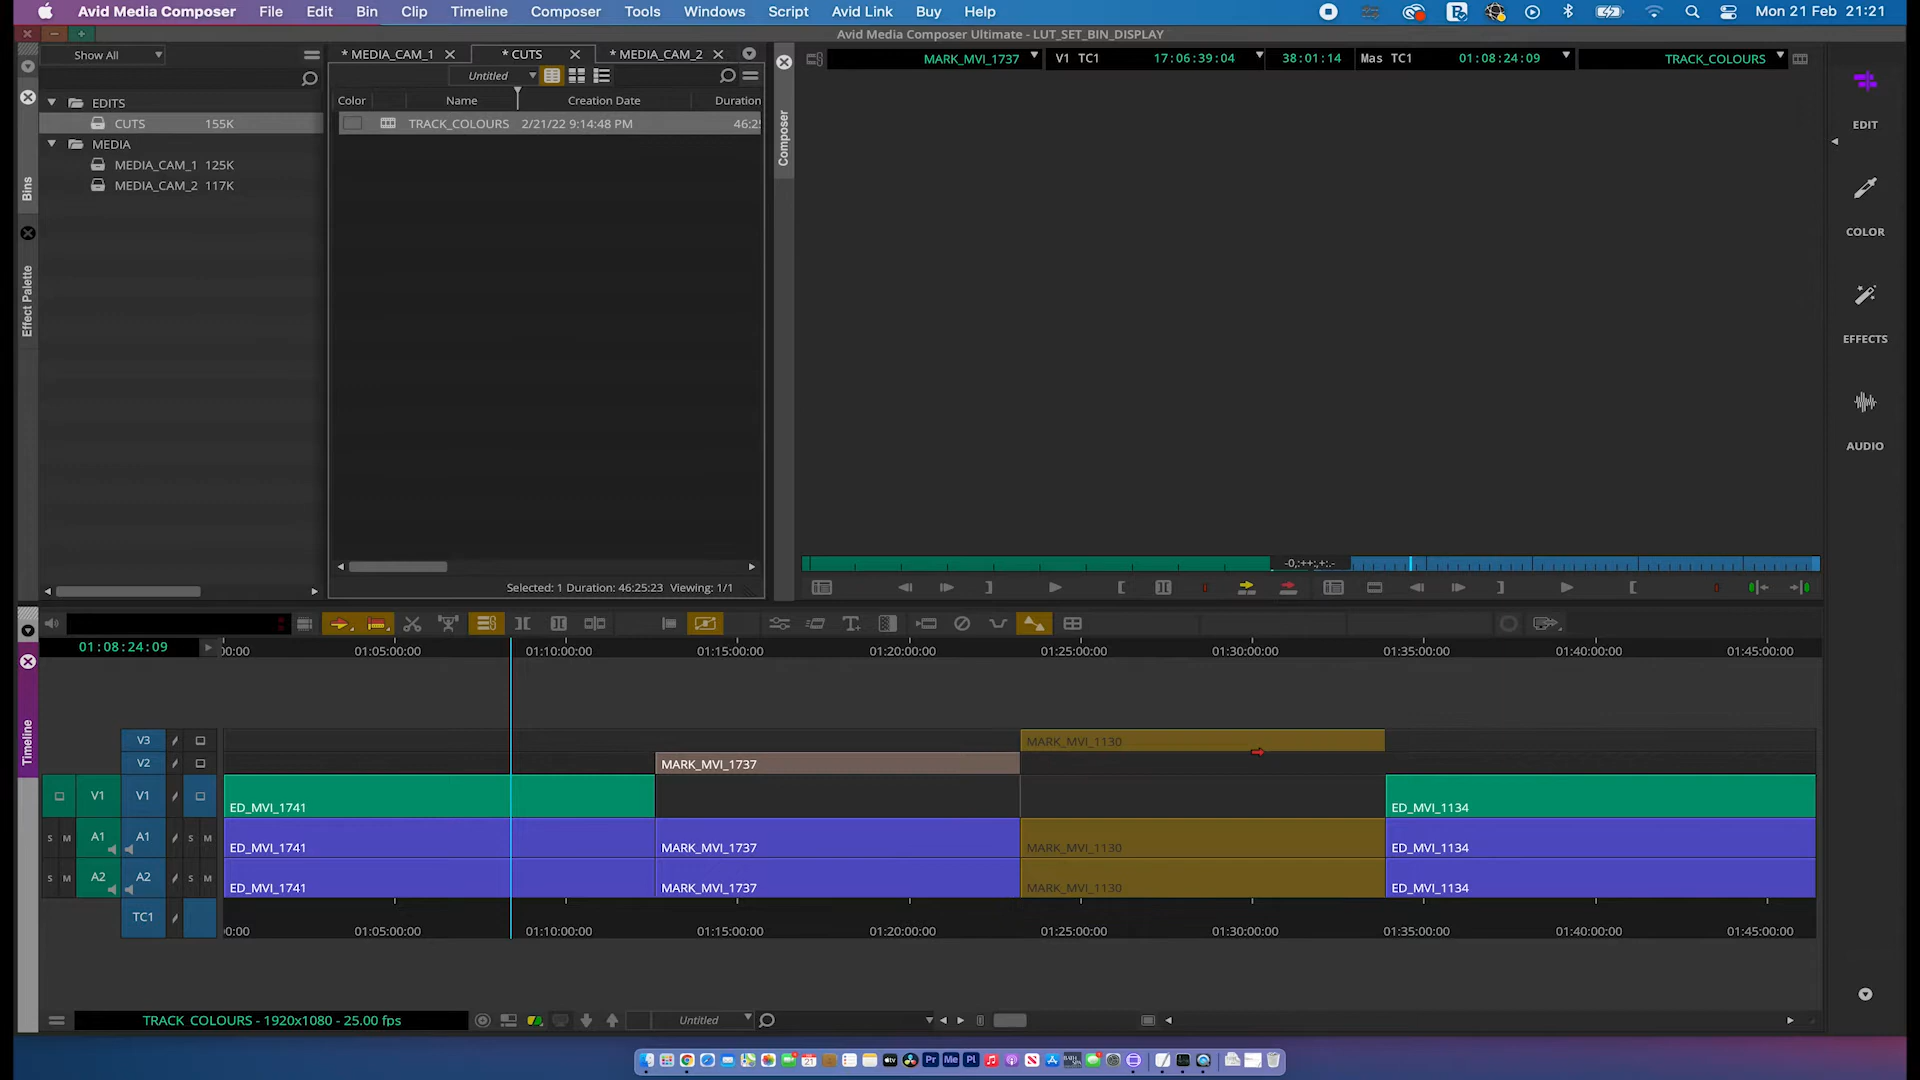 Avid Media Composer File Edit Bin Clip Timeline Composer Tools Windows Script Avid Link Buy Help Mon 21 Feb 21:21
Avid Media Composer Ultimate - LUT_SET_BIN_DISPLAY
Show All
* MEDIA_CAM_1 * CUTS * MEDIA_CAM_2
MARK_MVI_1737 V1 TC1 17:06:39:04 38:01:14 Mas TC1 01:08:24:09 TRACK_COLOURS
Untitled
Color Name Creation Date Duration
TRACK_COLOURS 2/21/22 9:14:48 PM 46:2
EDITS
CUTS 155K
MEDIA
MEDIA_CAM_1 125K
MEDIA_CAM_2 117K
Bins
Effect Palette
Composer
EDIT
COLOR
EFFECTS
AUDIO
Selected: 1 Duration: 46:25:23 Viewing: 1/1
-0,:++:,+:.-
01:08:24:09
00:00 01:05:00:00 01:10:00:00 01:15:00:00 01:20:00:00 01:25:00:00 01:30:00:00 01:35:00:00 01:40:00:00 01:45:00:00
Timeline
V3 MARK_MVI_1130
V2 MARK_MVI_1737
V1 V1 ED_MVI_1741 ED_MVI_1134
S M A1 A1 S M ED_MVI_1741 MARK_MVI_1737 MARK_MVI_1130 ED_MVI_1134
S M A2 A2 S M ED_MVI_1741 MARK_MVI_1737 MARK_MVI_1130 ED_MVI_1134
TC1
0:00 01:05:00:00 01:10:00:00 01:15:00:00 01:20:00:00 01:25:00:00 01:30:00:00 01:35:00:00 01:40:00:00 01:45:00:00
TRACK COLOURS - 1920x1080 - 25.00 fps Untitled
Pr Me Pl